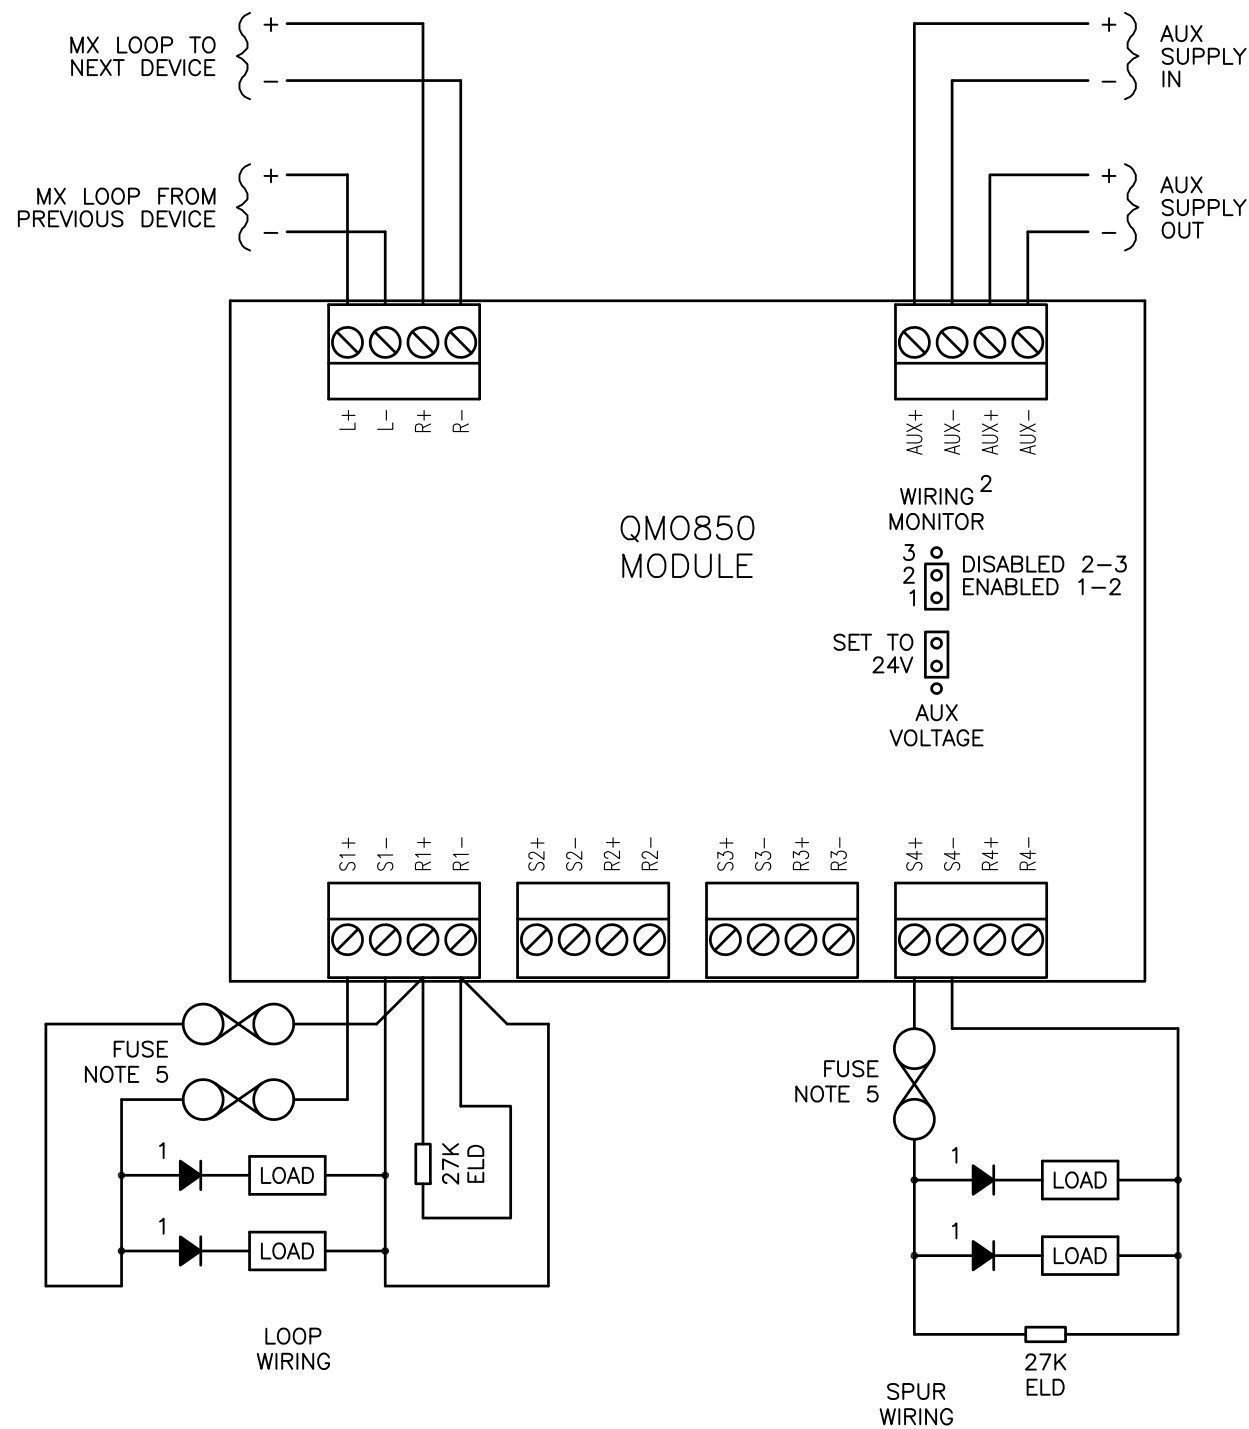 MX LOOP TO
NEXT DEVICE
+
−
MX LOOP FROM
PREVIOUS DEVICE
+
−
+
−
AUX
SUPPLY
IN
+
−
AUX
SUPPLY
OUT
L+
L-
R+
R-
AUX+
AUX-
AUX+
AUX-
QMO850
MODULE
WIRING 2
MONITOR
3
2
1
DISABLED 2-3
ENABLED 1-2
SET TO
24V
AUX
VOLTAGE
S1+
S1-
R1+
R1-
S2+
S2-
R2+
R2-
S3+
S3-
R3+
R3-
S4+
S4-
R4+
R4-
FUSE
NOTE 5
1
LOAD
1
LOAD
27K
ELD
LOOP
WIRING
FUSE
NOTE 5
1
LOAD
1
LOAD
27K
ELD
SPUR
WIRING